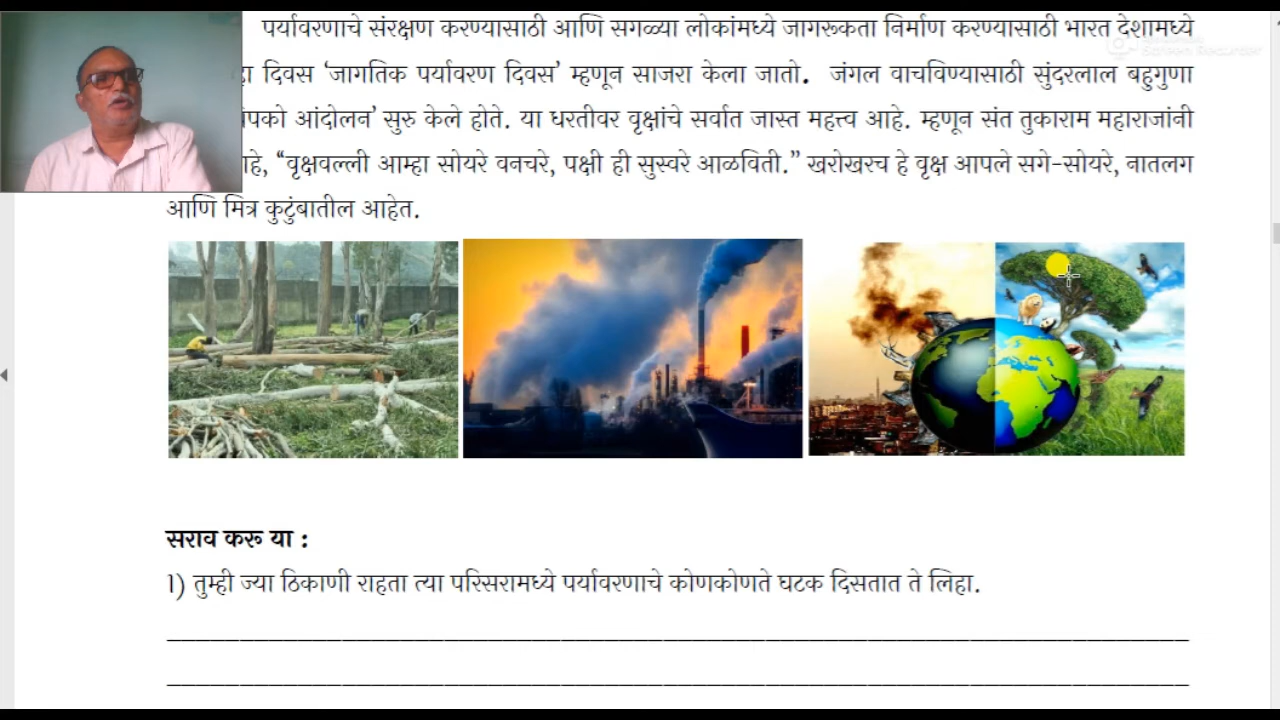 पर्यावरणाचे संरक्षण करण्यासाठी आणि सगळ्या लोकांमध्ये जागरूकता निर्माण करण्यासाठी भारत देशामध्ये
दिवस ‘जागतिक पर्यावरण दिवस’ म्हणून साजरा केला जातो. जंगल वाचविण्यासाठी सुंदरलाल बहुगुणा
आंदोलन’ सुरु केले होते. या धरतीवर वृक्षांचे सर्वात जास्त महत्त्व आहे. म्हणून संत तुकाराम महाराजांनी
“वृक्षवल्ली आम्हा सोयरे वनचरे, पक्षी ही सुस्वरे आळविती.” खरोखरच हे वृक्ष आपले सगे-सोयरे, नातलग
आणि मित्र कुटुंबातील आहेत.
सराव करू या :
1) तुम्ही ज्या ठिकाणी राहता त्या परिसरामध्ये पर्यावरणाचे कोणकोणते घटक दिसतात ते लिहा.